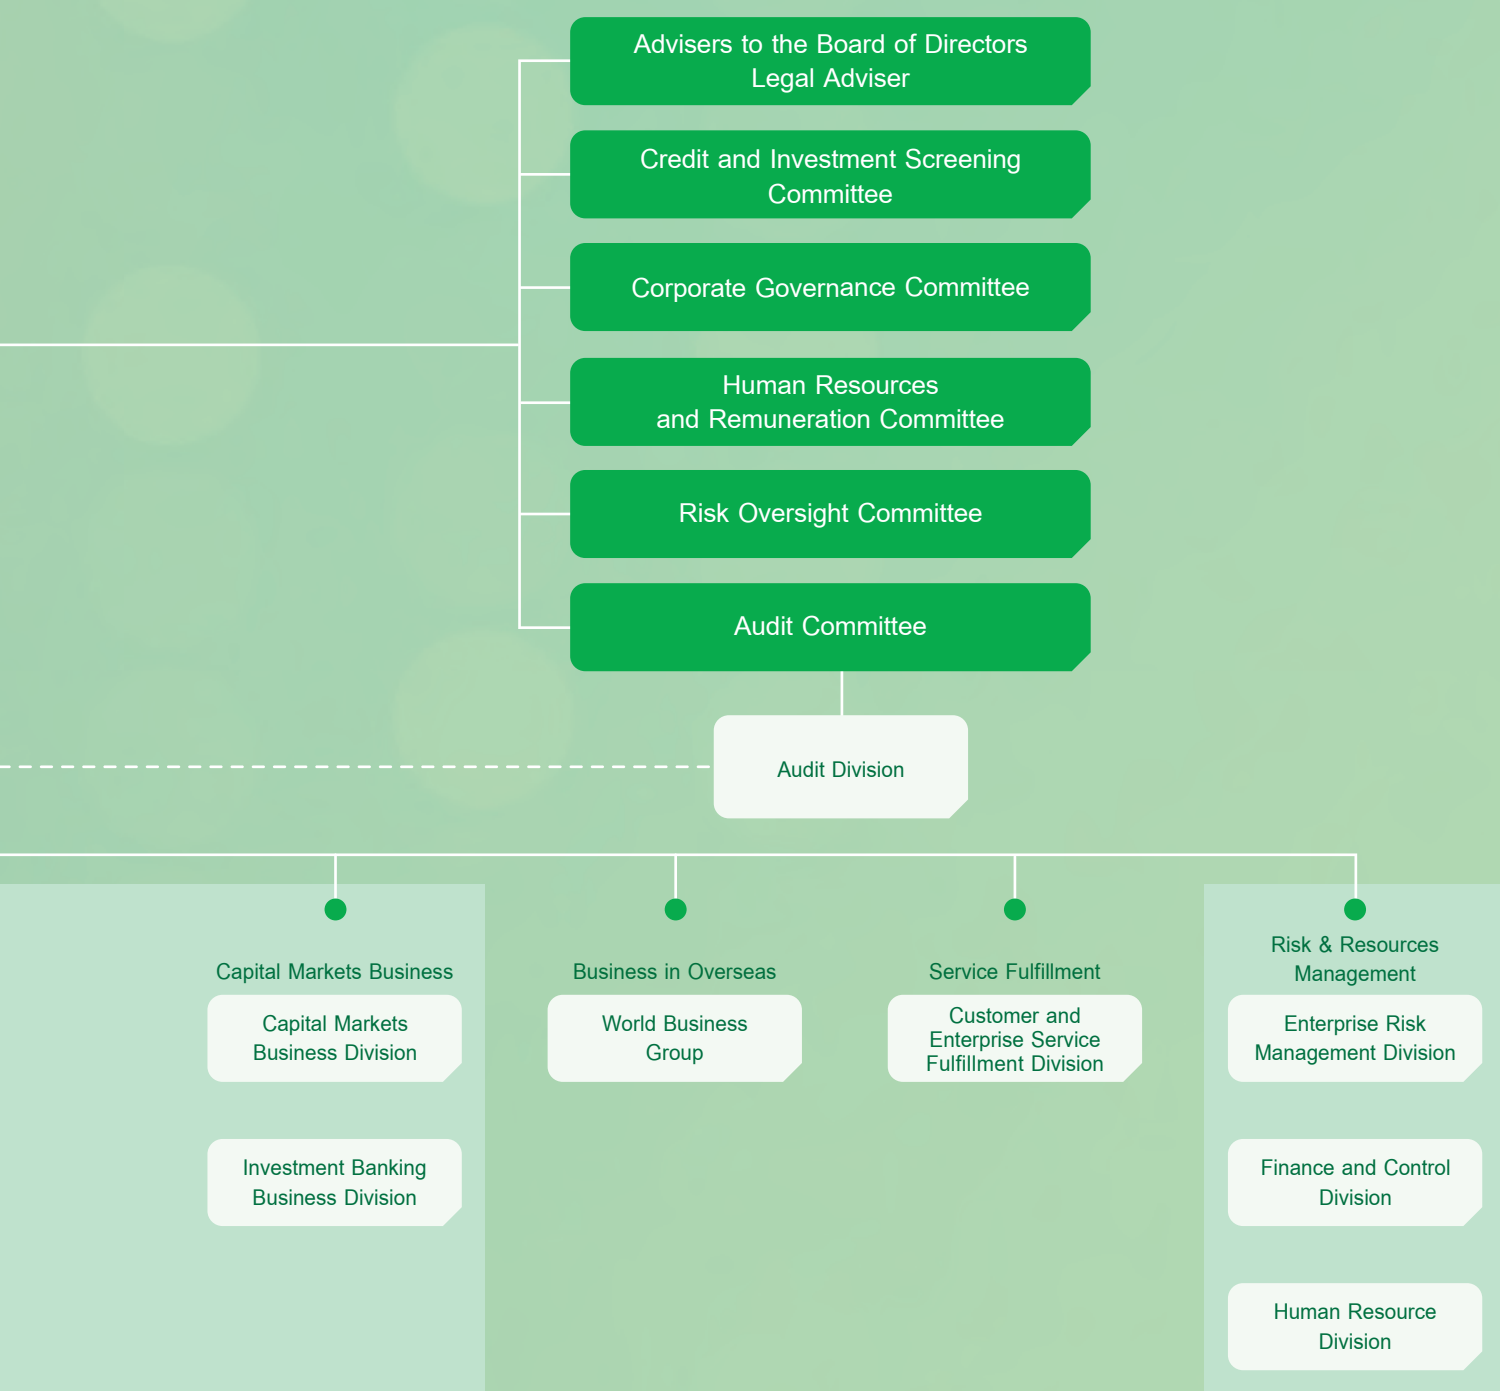 Advisers to the Board of Directors
Legal Adviser
Credit and Investment Screening
Committee
Corporate Governance Committee
Human Resources
and Remuneration Committee
Risk Oversight Committee
Audit Committee
Audit Division
Capital Markets Business
Capital Markets
Business Division
Investment Banking
Business Division
Business in Overseas
World Business
Group
Service Fulfillment
Customer and
Enterprise Service
Fulfillment Division
Risk & Resources
Management
Enterprise Risk
Management Division
Finance and Control
Division
Human Resource
Division